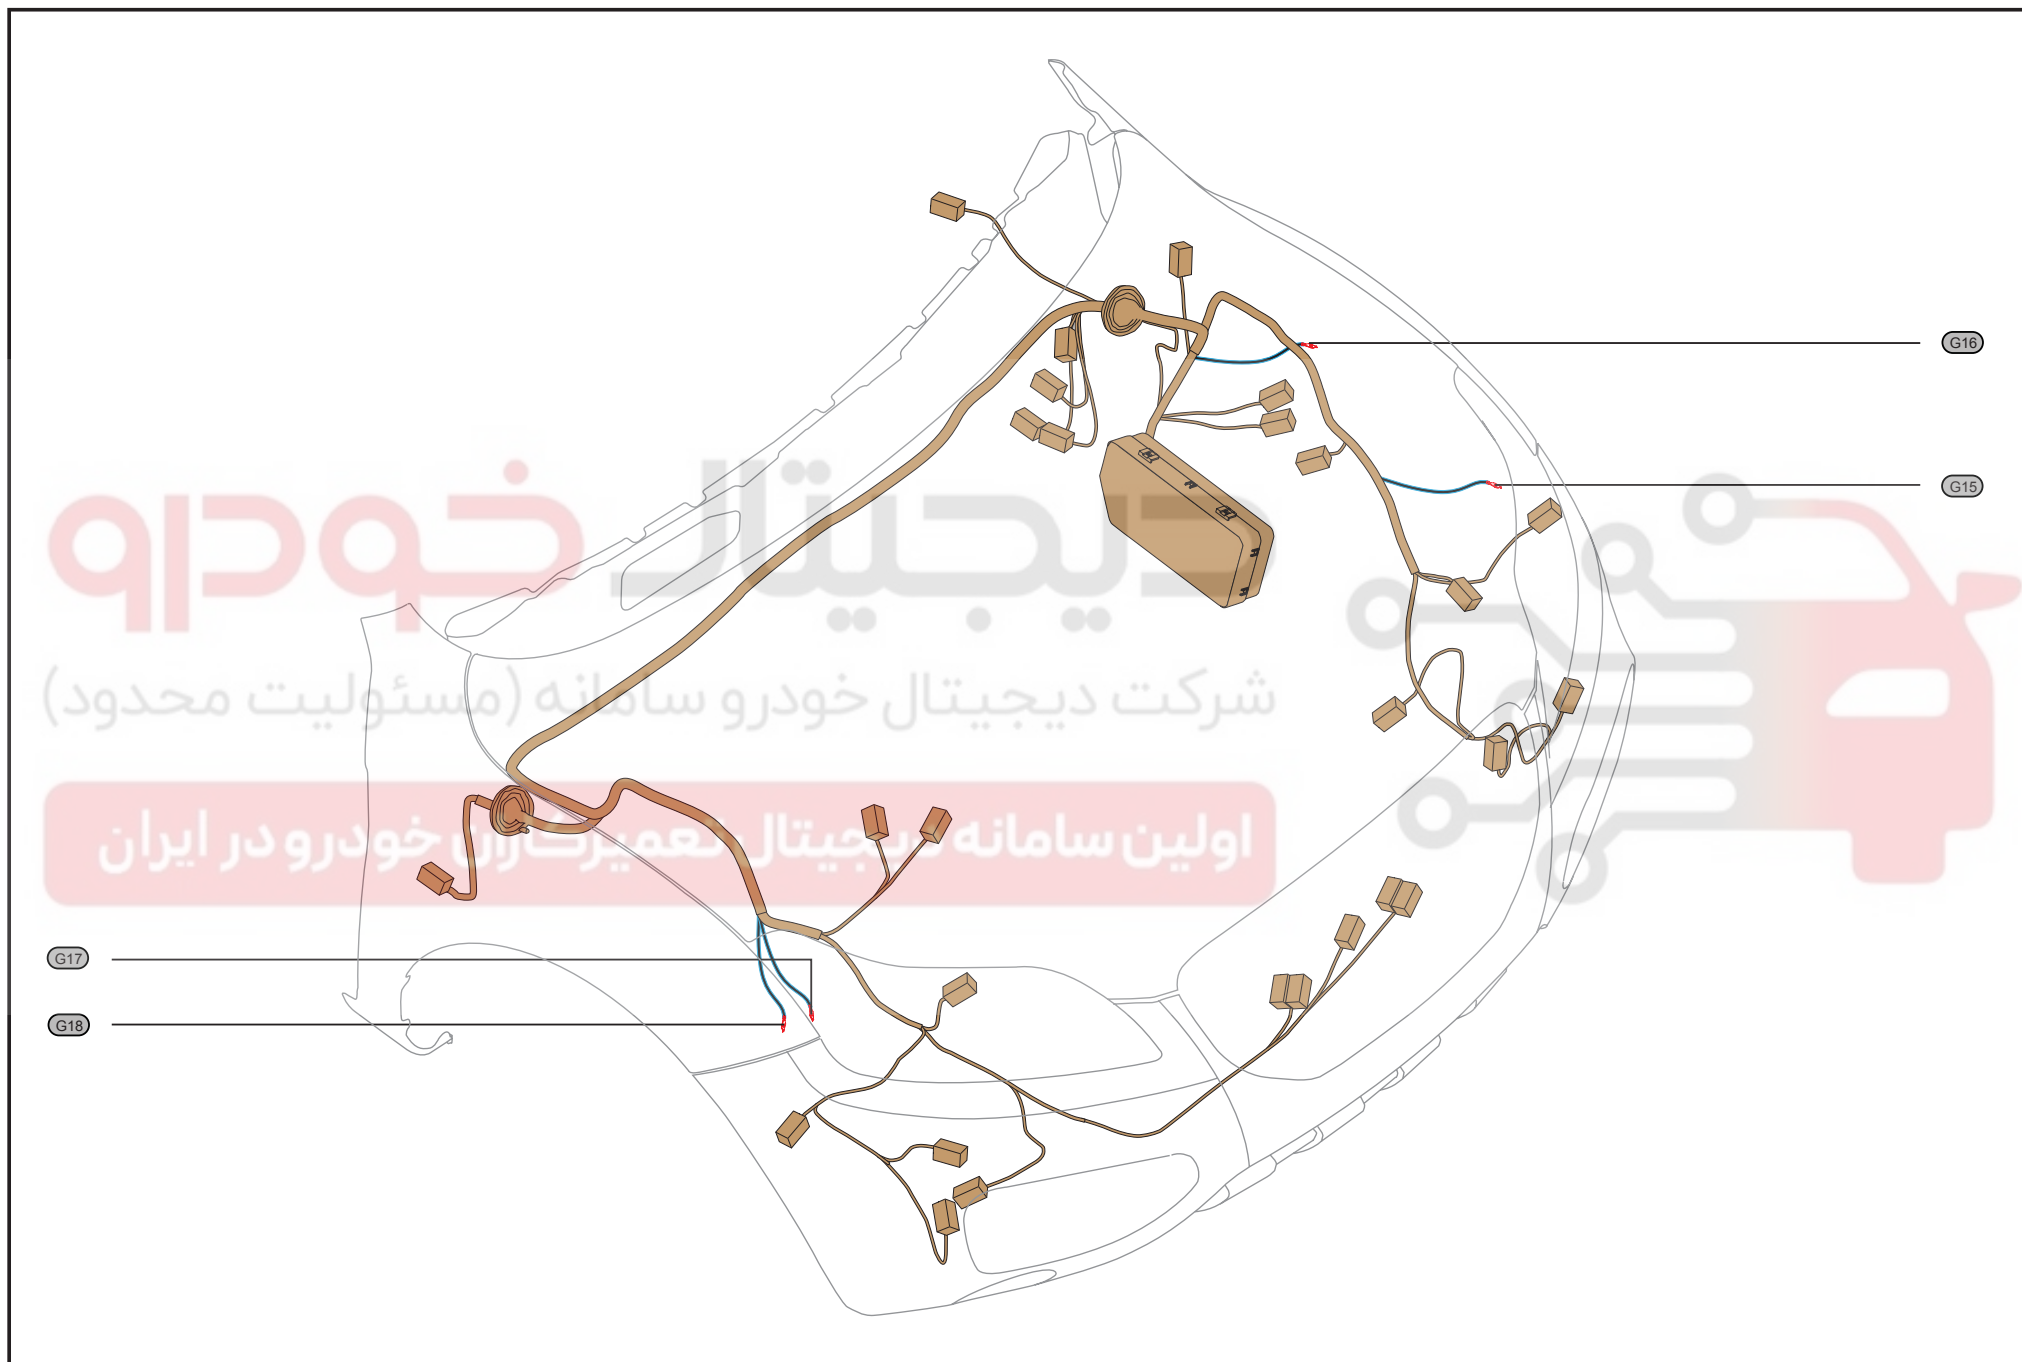 G16
G15
دیجیتال خودرو
شرکت دیجیتال خودرو سامانه (مسئولیت محدود)
اولین سامانه دیجیتال تعمیرکاران خودرو در ایران
G17
G18